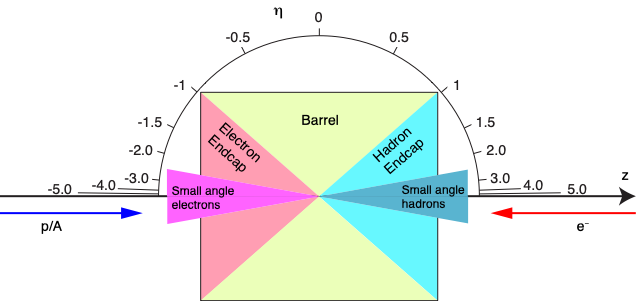 η
0
-0.5
0.5
-1
1
Barrel
Electron
Endcap
Hadron
Endcap
-1.5
1.5
-2.0
2.0
-3.0
3.0
-4.0
4.0
-5.0
5.0
z
Small angle
electrons
Small angle
hadrons
p/A
e⁻